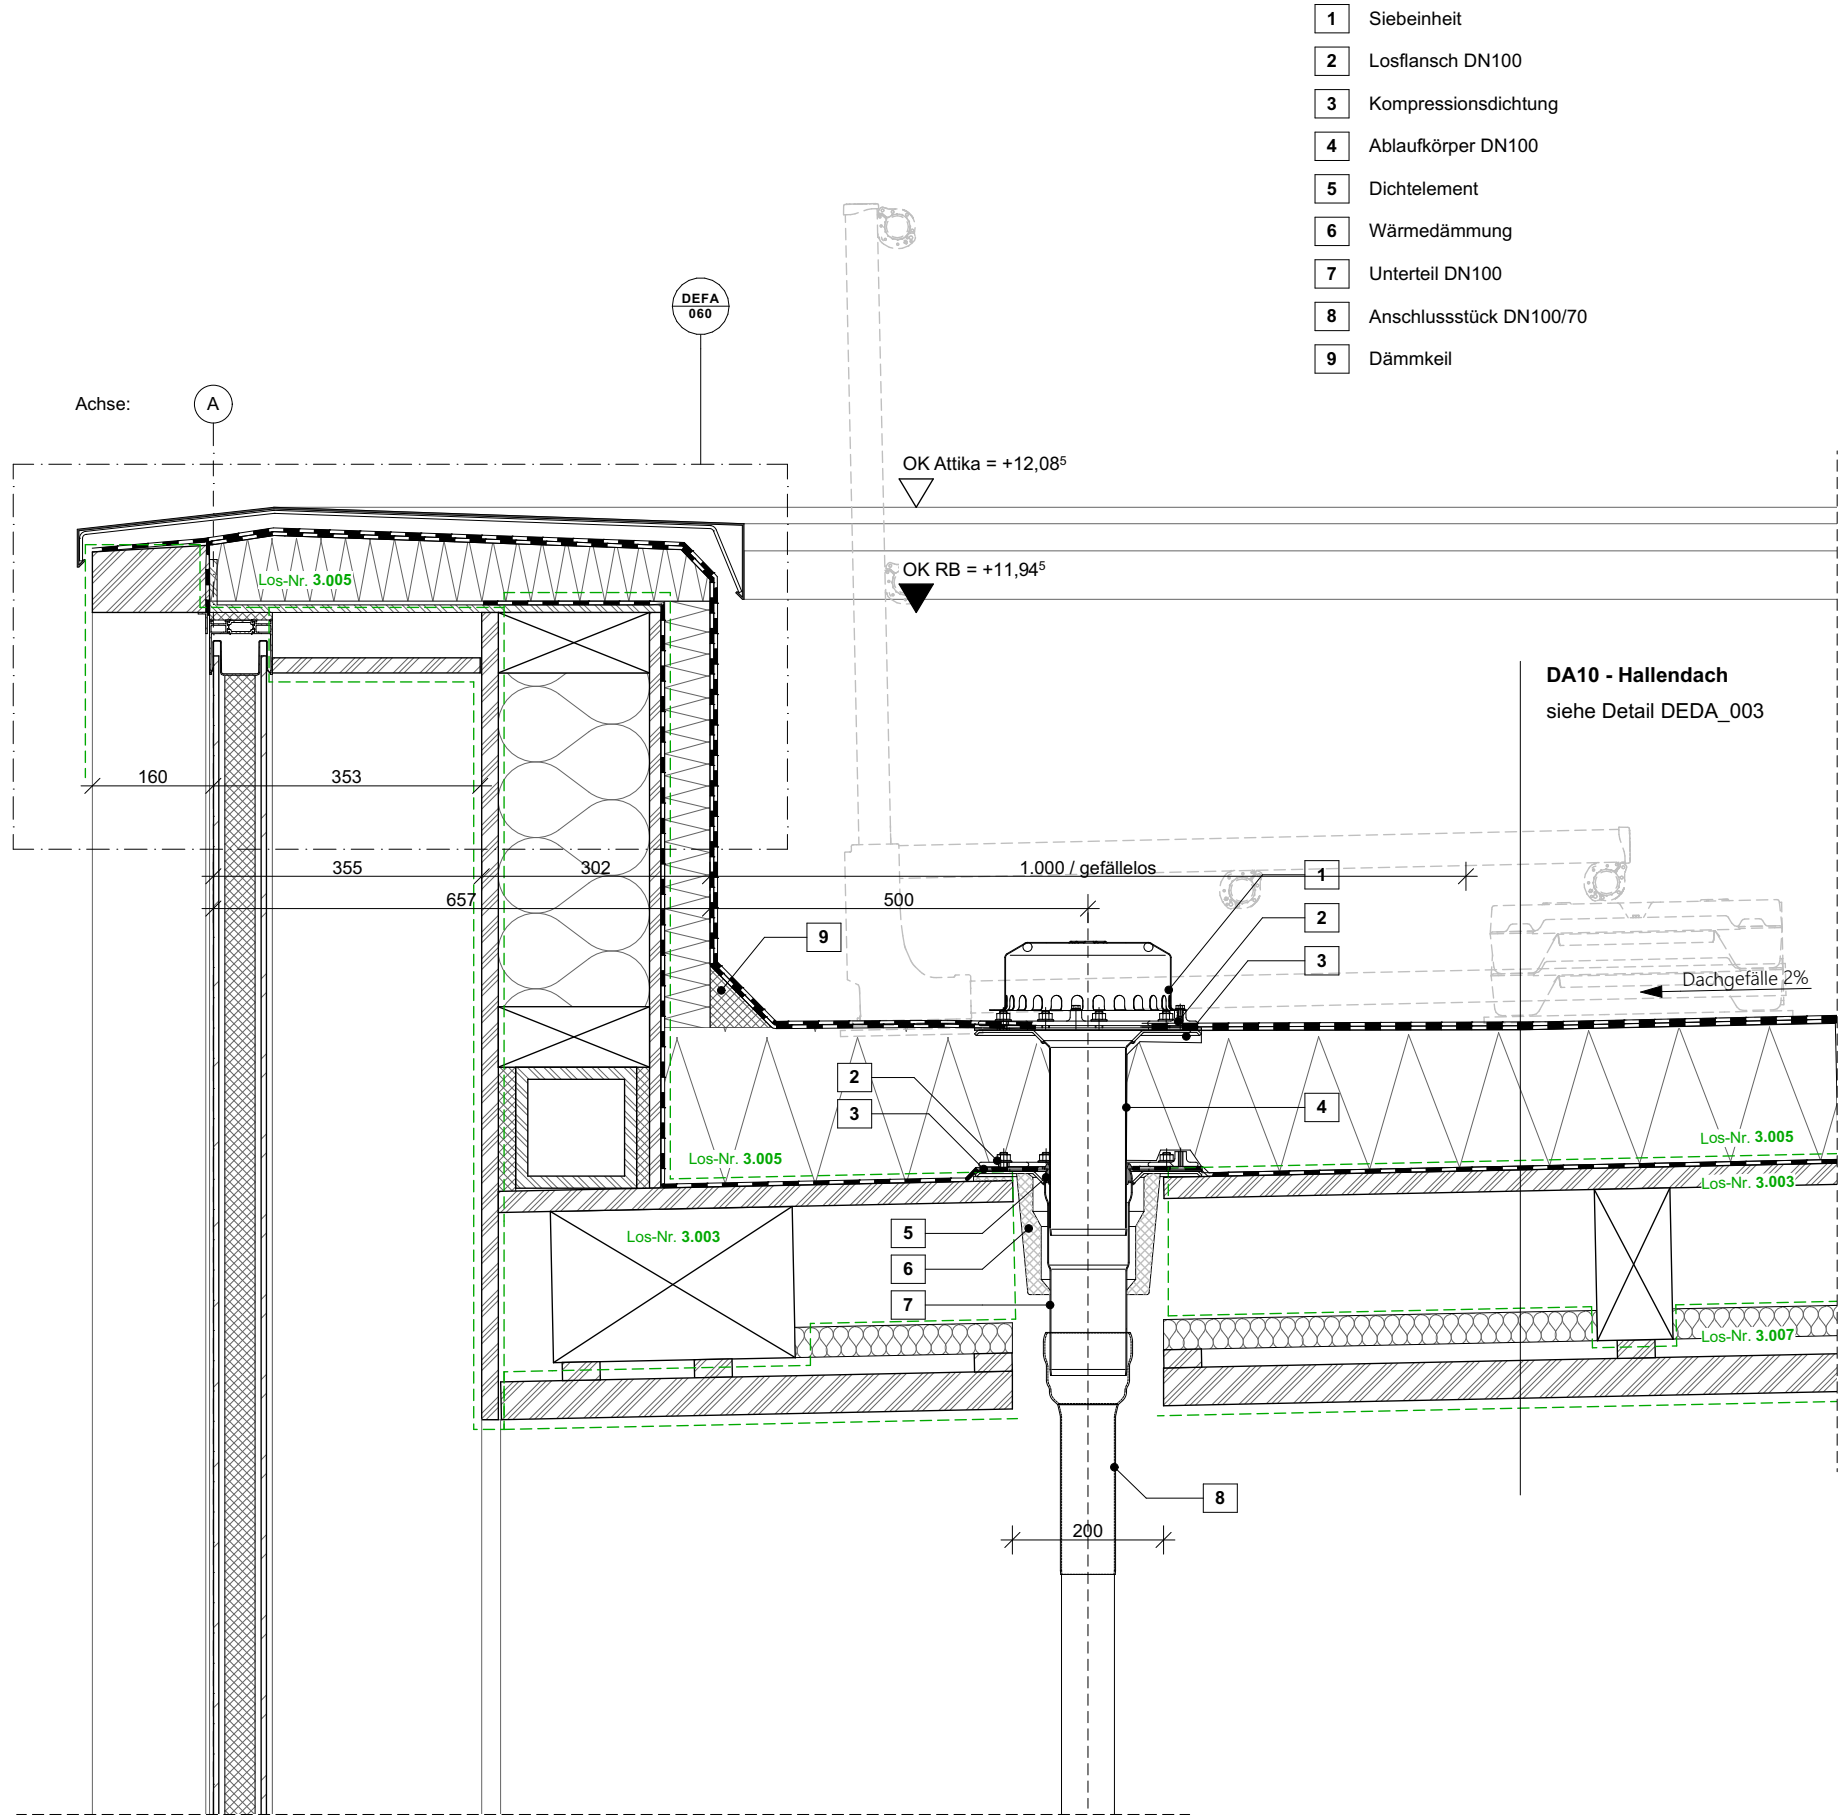 1 Siebeinheit
2 Losflansch DN100
3 Kompressionsdichtung
4 Ablaufkörper DN100
5 Dichtelement
6 Wärmedämmung
7 Unterteil DN100
8 Anschlussstück DN100/70
9 Dämmkeil
DEFA
060
Achse: A
OK Attika = +12,08⁵
OK RB = +11,94⁵
Los-Nr. 3.005
DA10 - Hallendach
siehe Detail DEDA_003
160 353
355 302 1.000 / gefällelos 1
657 500
2
9
3
Dachgefälle 2%
2
3
4
Los-Nr. 3.005
Los-Nr. 3.005
Los-Nr. 3.003
Los-Nr. 3.003
5
6
7
Los-Nr. 3.007
8
200